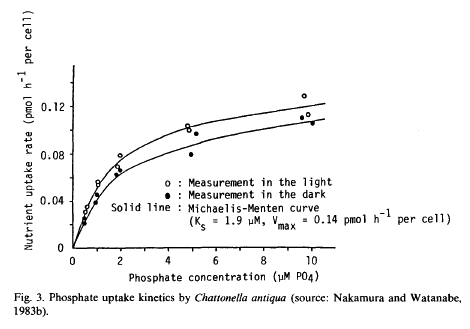 Nutrient uptake rate (pmol h⁻¹ per cell)
0.12
0.08
0.04
0
0 2 4 6 8 10
Phosphate concentration (μM PO4)
o : Measurement in the light
● : Measurement in the dark
Solid line : Michaelis-Menten curve
(Ks = 1.9 μM, Vmax = 0.14 pmol h⁻¹ per cell)
Fig. 3. Phosphate uptake kinetics by Chattonella antiqua (source: Nakamura and Watanabe,
1983b).